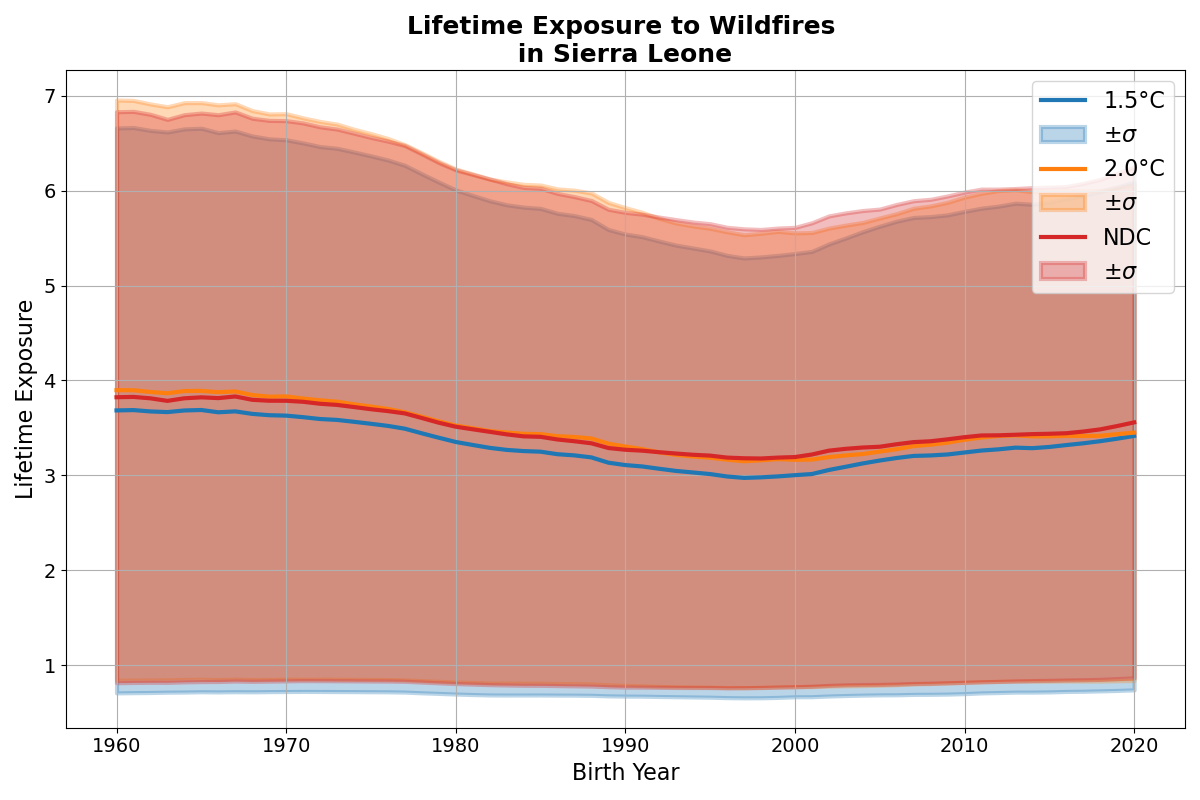 Lifetime Exposure to Wildfires
in Sierra Leone
Lifetime Exposure
7
6
5
4
3
2
1
1.5°C
±σ
2.0°C
±σ
NDC
±σ
1960
1970
1980
1990
2000
2010
2020
Birth Year